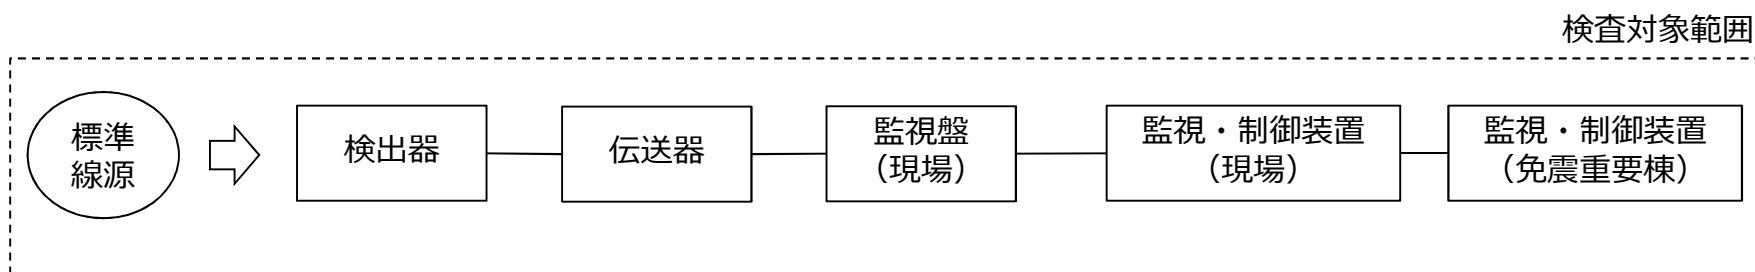 検査対象範囲
標準
線源
検出器
伝送器
監視盤
（現場）
監視・制御装置
（現場）
監視・制御装置
（免震重要棟）